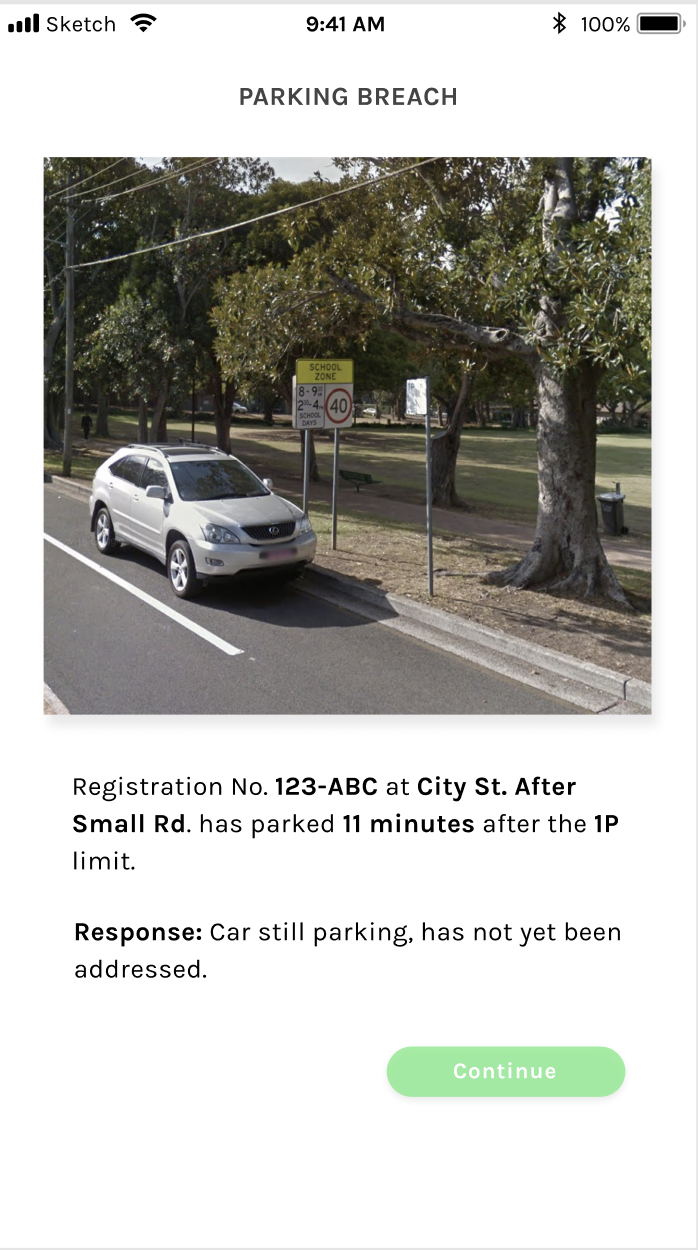 Sketch 9:41 AM 100%
PARKING BREACH
SCHOOL
ZONE
8-9
2-4
40
SCHOOL
DAYS
Registration No. 123-ABC at City St. After
Small Rd. has parked 11 minutes after the 1P
limit.
Response: Car still parking, has not yet been
addressed.
Continue